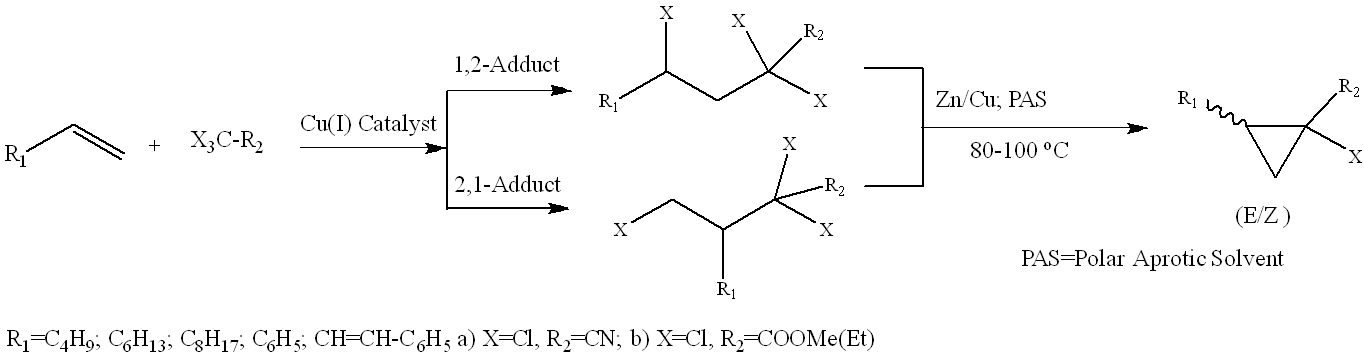 R1
+
X3C-R2
Cu(I) Catalyst
1,2-Adduct
2,1-Adduct
X
X
R2
R1
X
X
R2
X
X
R1
Zn/Cu; PAS
80-100 ºC
R1
R2
X
(E/Z )
PAS=Polar Aprotic Solvent
R1=C4H9; C6H13; C8H17; C6H5; CH=CH-C6H5 a) X=Cl, R2=CN; b) X=Cl, R2=COOMe(Et)